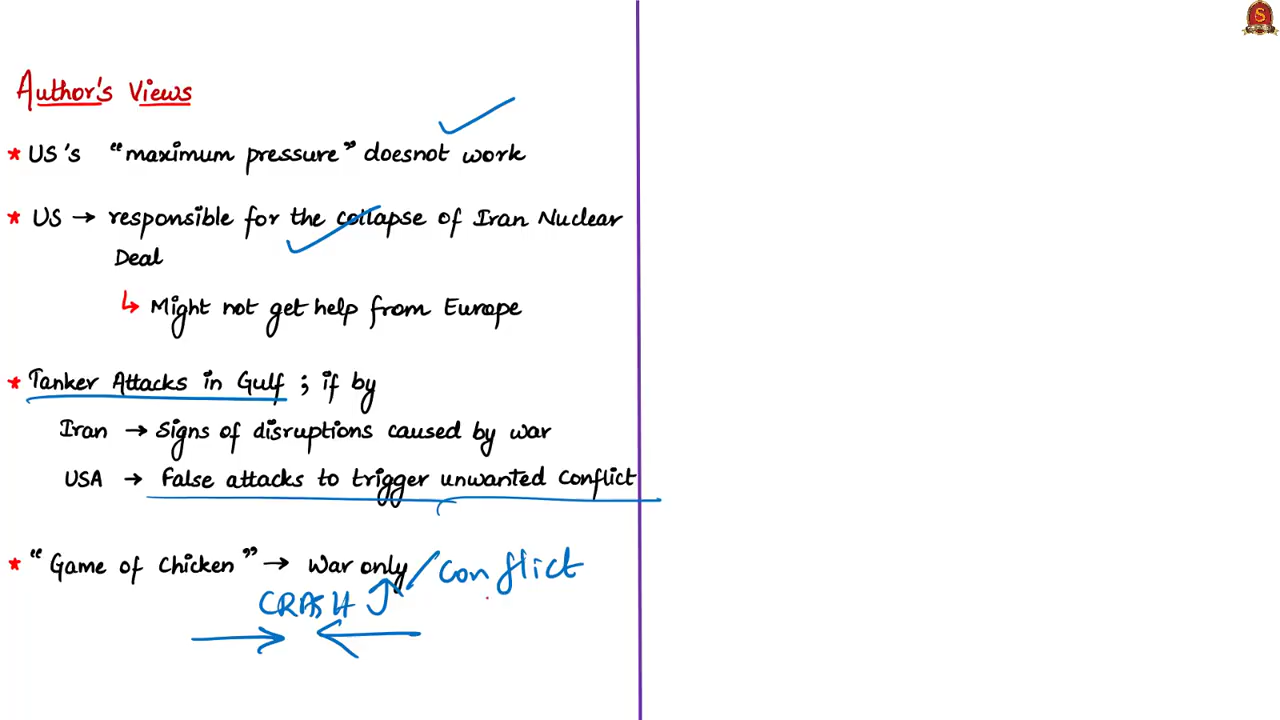 Author's Views
* US's "maximum pressure" doesnot work
* US → responsible for the collapse of Iran Nuclear
Deal
↳ Might not get help from Europe
* Tanker Attacks in Gulf ; if by
Iran → Signs of disruptions caused by war
USA → False attacks to trigger unwanted Conflict
* "Game of Chicken" → War only / Conflict
CRASH
S